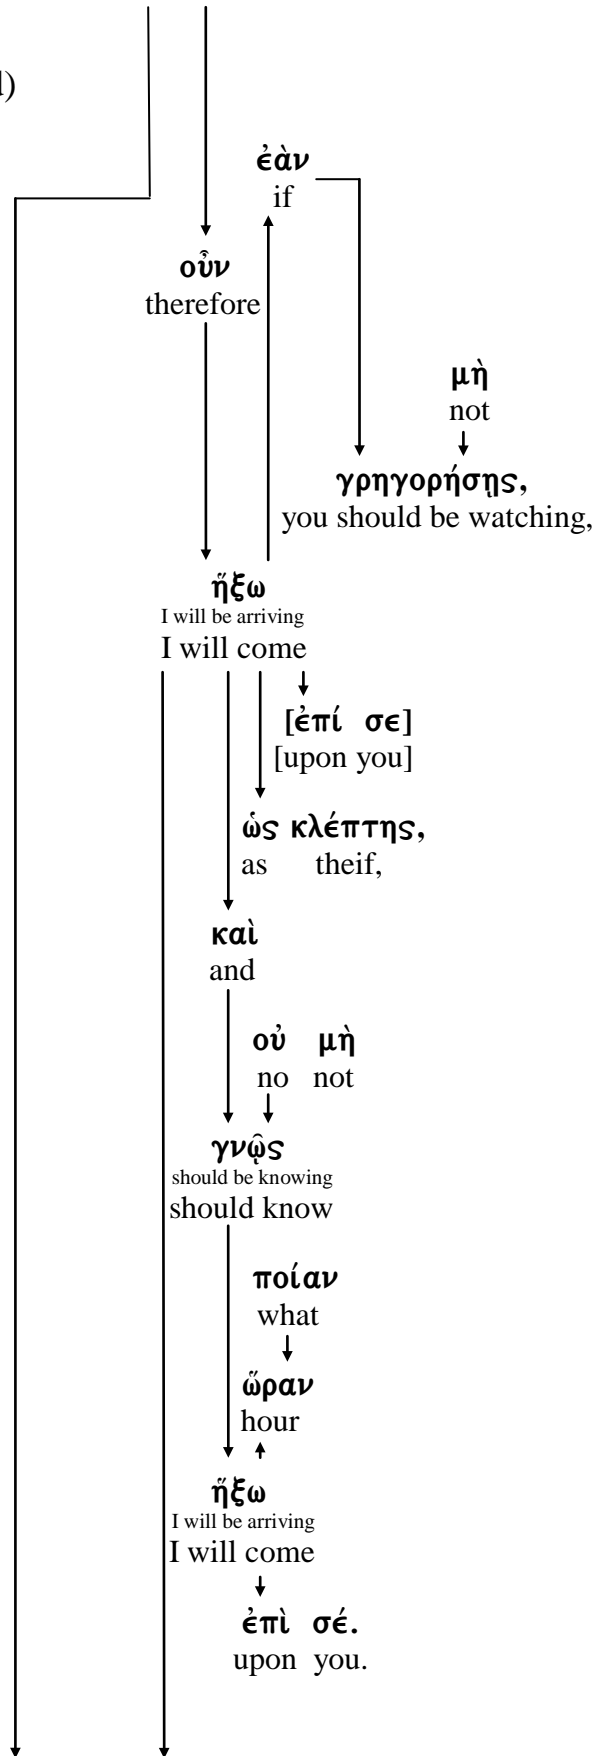 l)
ἐὰν
if
οὖν
therefore
μὴ
not
γρηγορήσῃς,
you should be watching,
ἥξω
I will be arriving
I will come
[ἐπί σε]
[upon you]
ὡς κλέπτης,
as theif,
καὶ
and
οὐ μὴ
no not
γνῷς
should be knowing
should know
ποίαν
what
ὥραν
hour
ἥξω
I will be arriving
I will come
ἐπὶ σέ.
upon you.